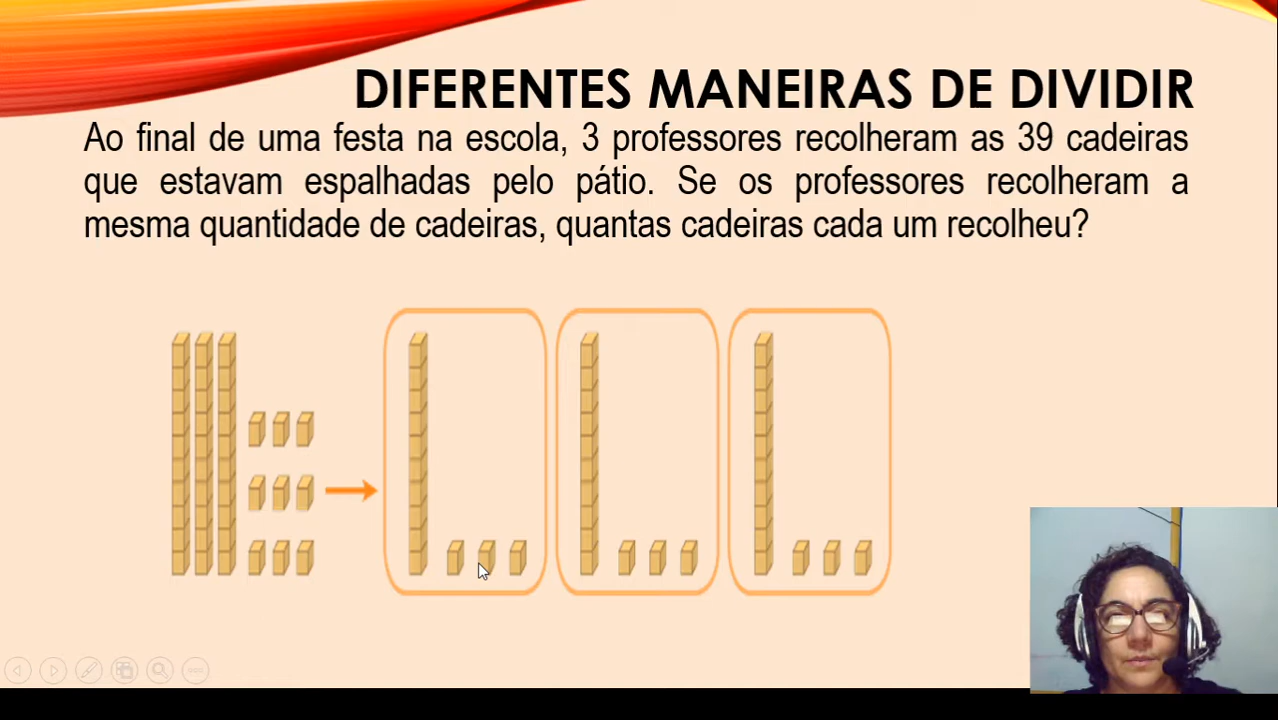 DIFERENTES MANEIRAS DE DIVIDIR
Ao final de uma festa na escola, 3 professores recolheram as 39 cadeiras
que estavam espalhadas pelo pátio. Se os professores recolheram a
mesma quantidade de cadeiras, quantas cadeiras cada um recolheu?